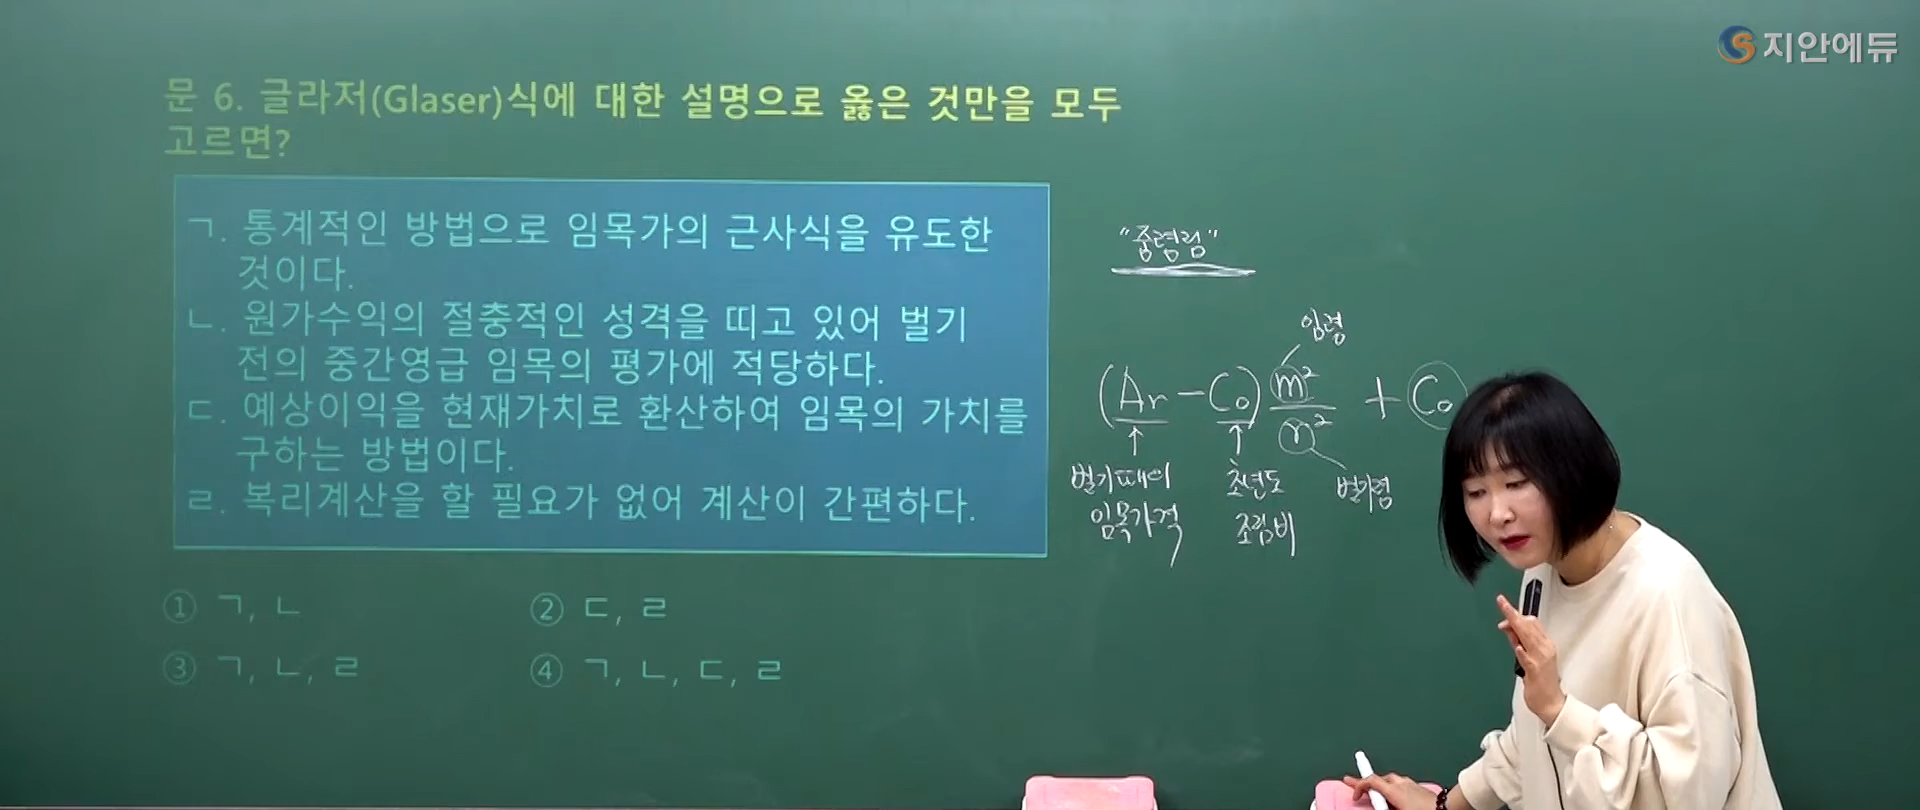 지안에듀
문 6. 글라저(Glaser)식에 대한 설명으로 옳은 것만을 모두
고르면?
ㄱ. 통계적인 방법으로 임목가의 근사식을 유도한
것이다.
ㄴ. 원가수익의 절충적인 성격을 띠고 있어 벌기
전의 중간영급 임목의 평가에 적당하다.
ㄷ. 예상이익을 현재가치로 환산하여 임목의 가치를
구하는 방법이다.
ㄹ. 복리계산을 할 필요가 없어 계산이 간편하다.
① ㄱ, ㄴ
② ㄷ, ㄹ
③ ㄱ, ㄴ, ㄹ
④ ㄱ, ㄴ, ㄷ, ㄹ
"중령림"
임령
(Ar-Co) m²/r² + Co
벌기때의
임목가격
초년도
조림비
벌기령